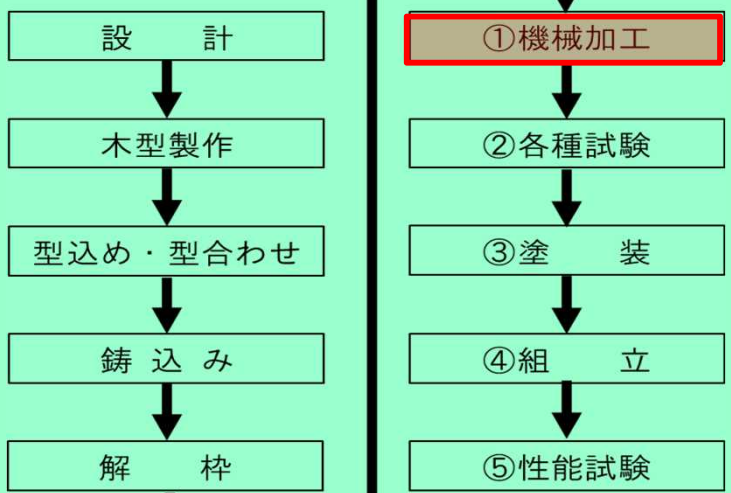 設計
木型製作
型込め・型合わせ
鋳込み
解枠
①機械加工
②各種試験
③塗装
④組立
⑤性能試験